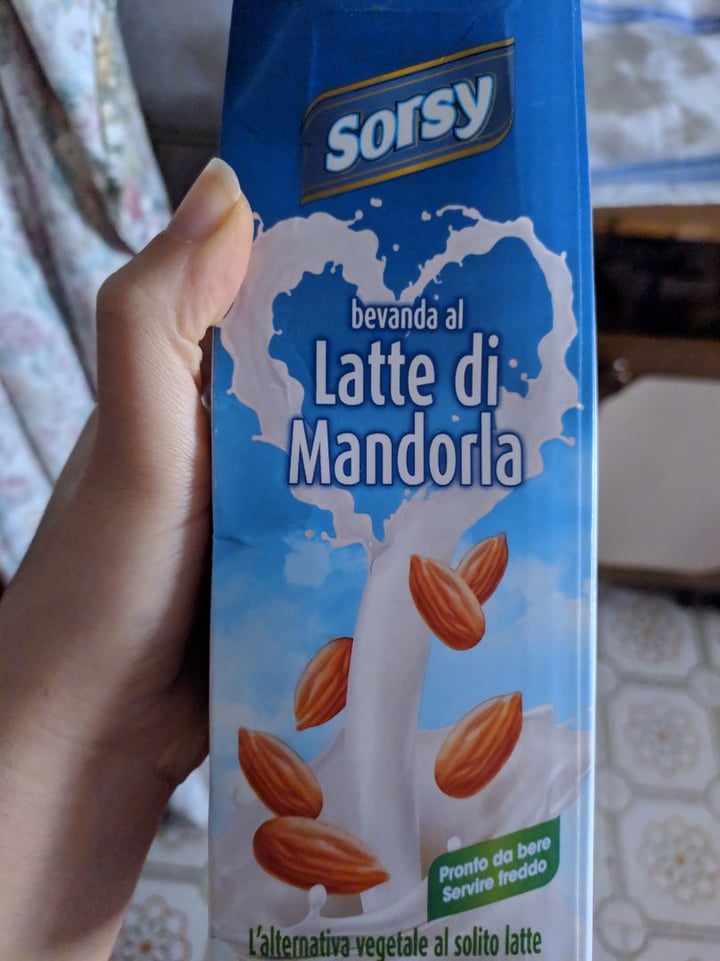 Sorsy
bevanda al
Latte di
Mandorla
Pronto da bere
Servire freddo
L'alternativa vegetale al solito latte